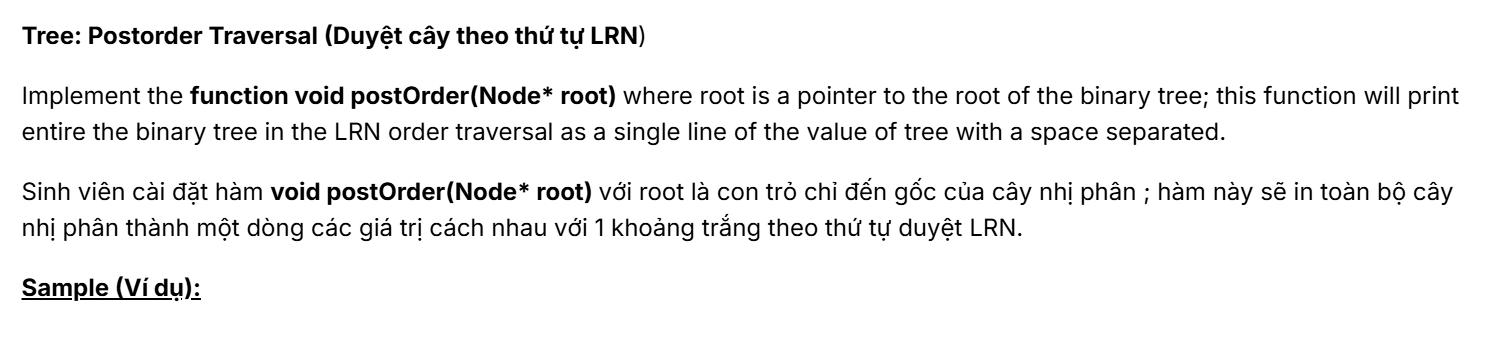 Tree: Postorder Traversal (Duyệt cây theo thứ tự LRN)
Implement the function void postOrder(Node* root) where root is a pointer to the root of the binary tree; this function will print
entire the binary tree in the LRN order traversal as a single line of the value of tree with a space separated.
Sinh viên cài đặt hàm void postOrder(Node* root) với root là con trỏ chỉ đến gốc của cây nhị phân ; hàm này sẽ in toàn bộ cây
nhị phân thành một dòng các giá trị cách nhau với 1 khoảng trắng theo thứ tự duyệt LRN.
Sample (Ví dụ):